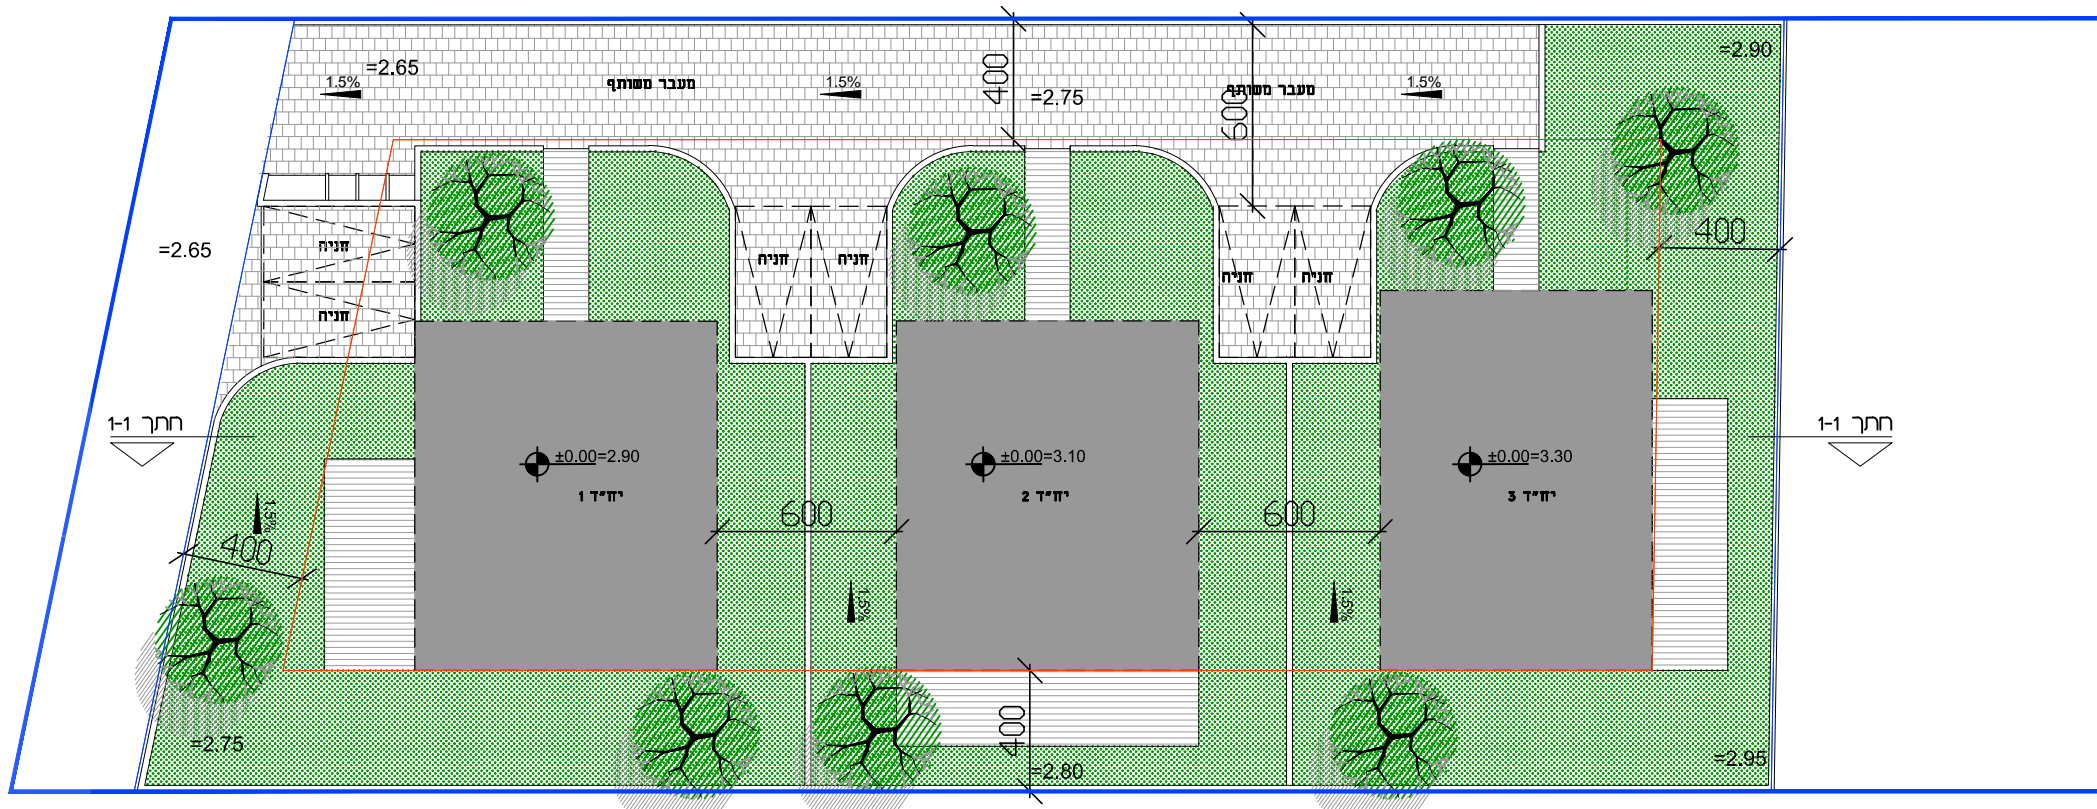 =2.90
=2.65
1.5%
מעבר משותף
1.5%
400
=2.75
600
מעבר משותף
1.5%
=2.65
חניה
חניה
חניה
חניה
חניה
חניה
400
חתך 1-1
חתך 1-1
±0.00=2.90
יח״ד 1
±0.00=3.10
יח״ד 2
±0.00=3.30
יח״ד 3
600
600
1.5%
400
1.5%
1.5%
=2.75
400
=2.80
=2.95